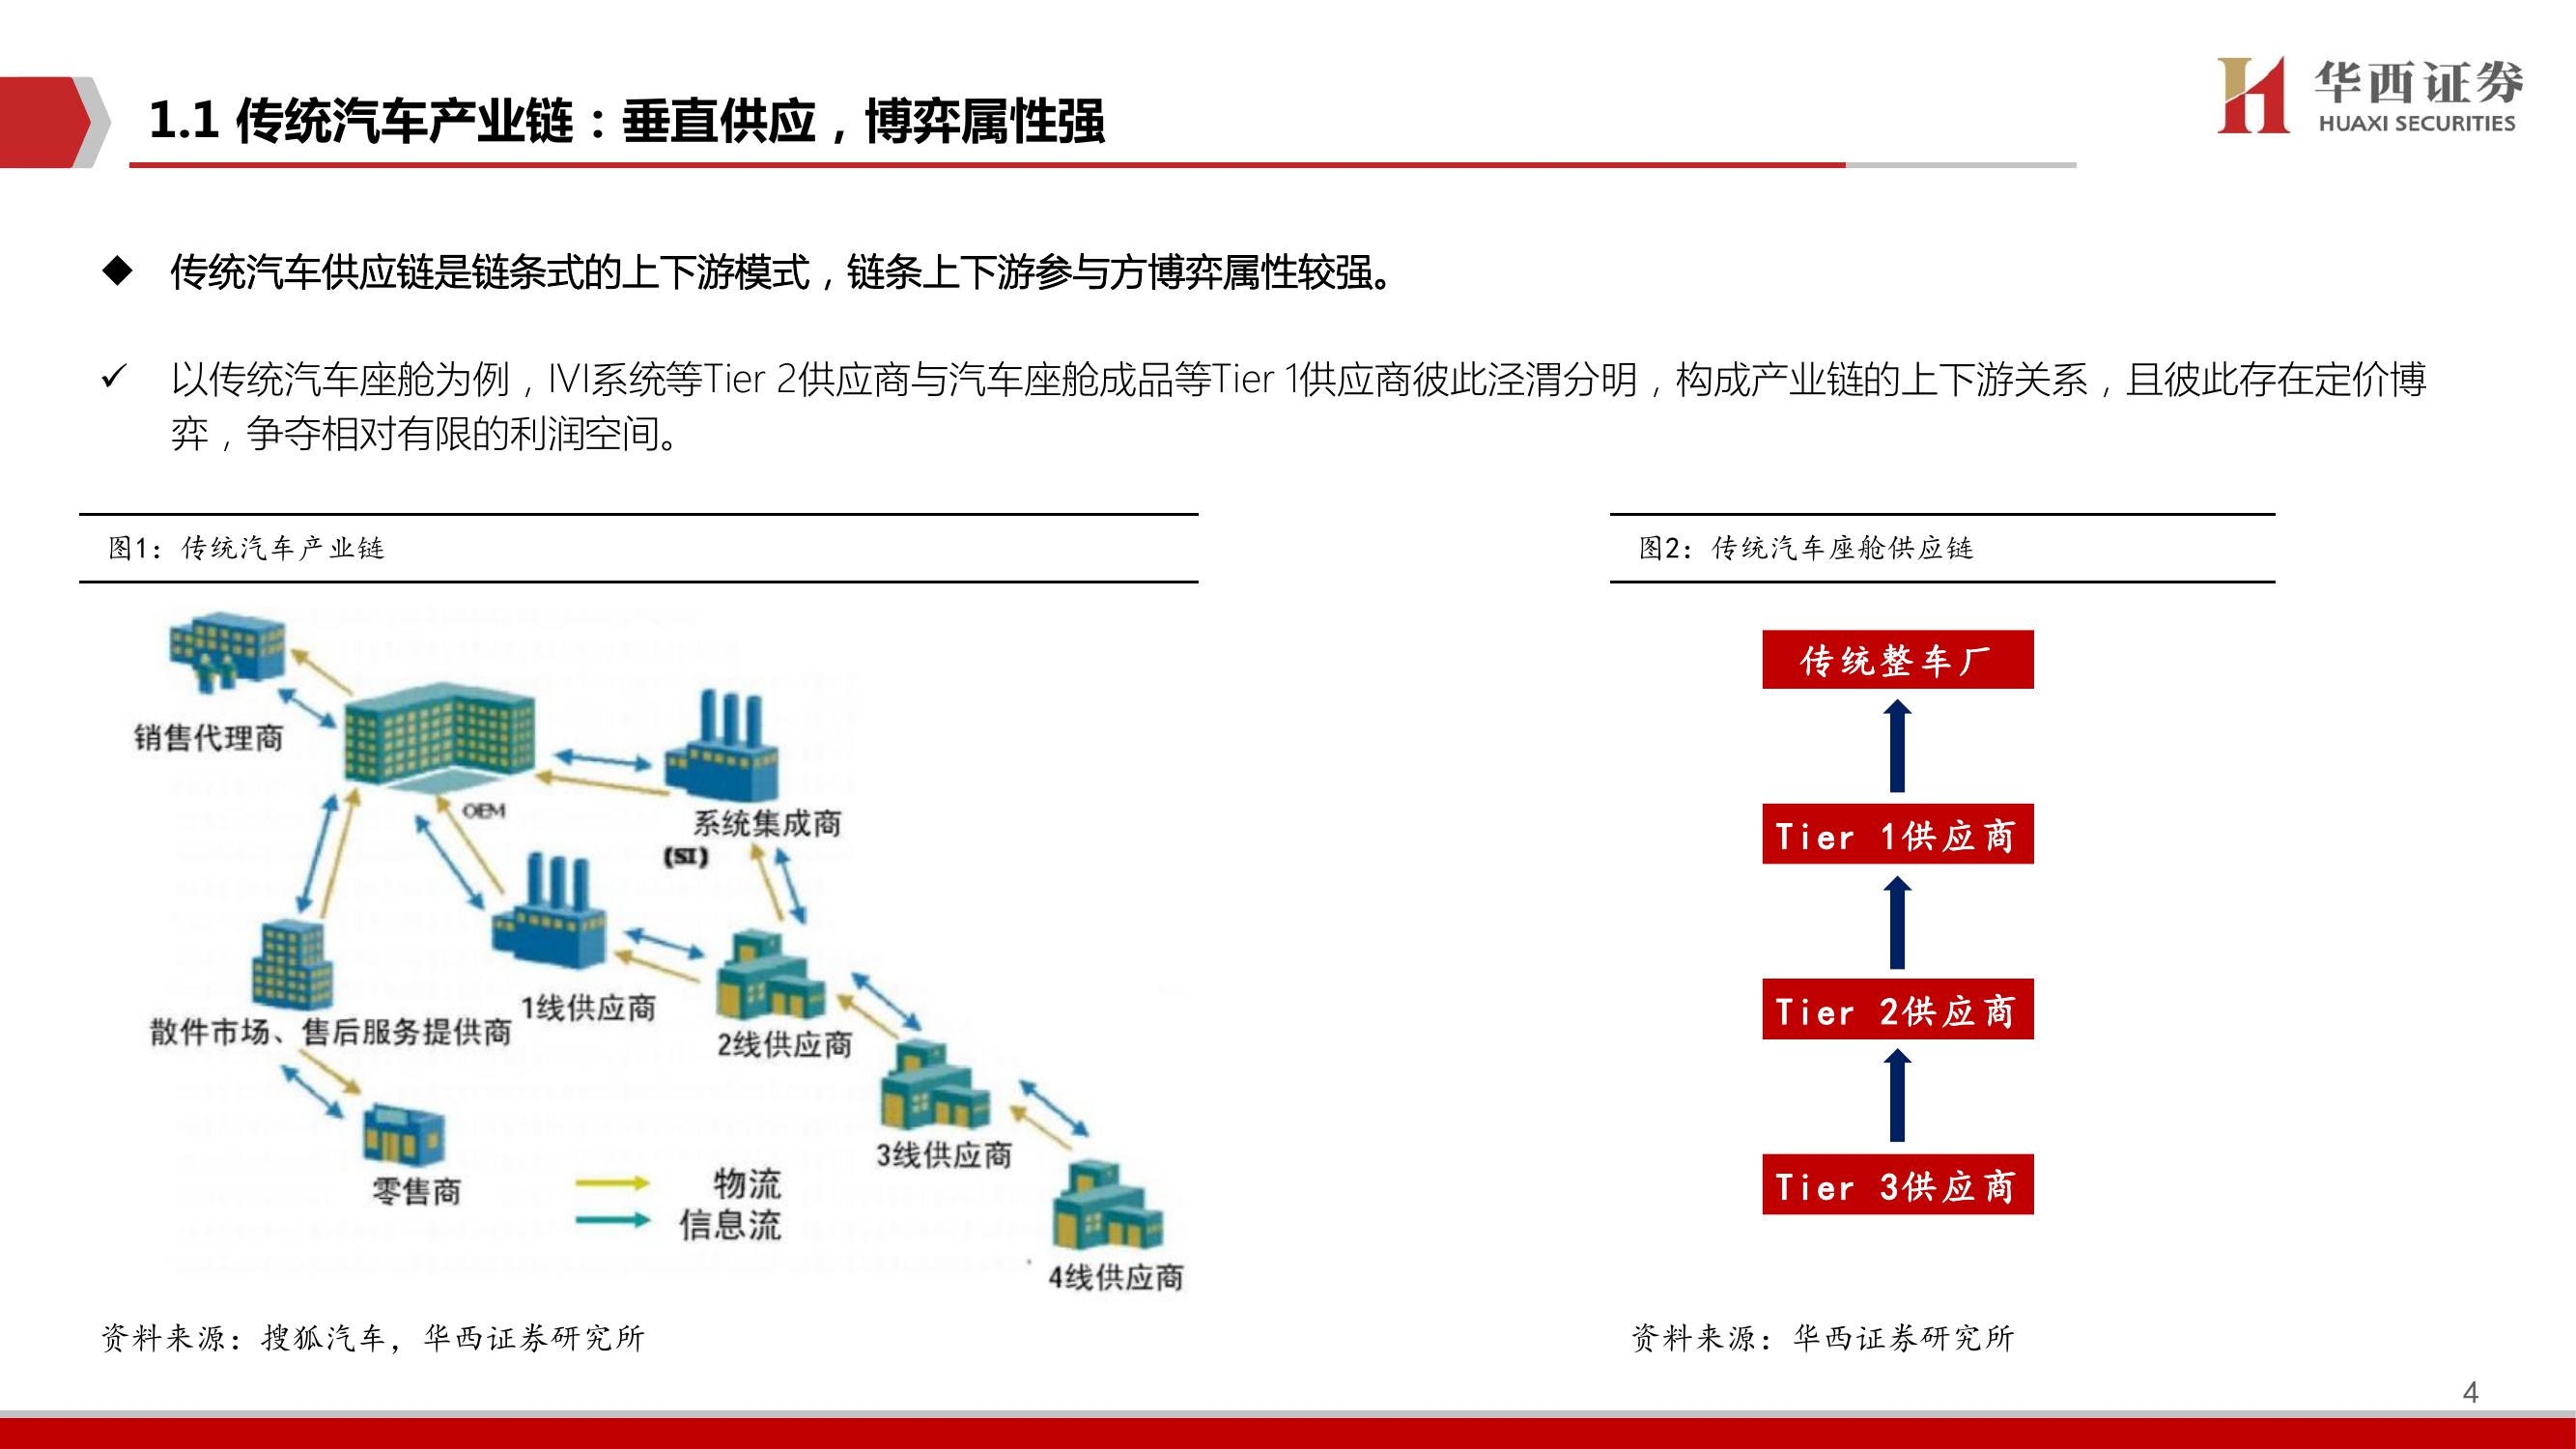 华西证券
HUAXI SECURITIES
1.1 传统汽车产业链：垂直供应，博弈属性强
◆ 传统汽车供应链是链条式的上下游模式，链条上下游参与方博弈属性较强。
✓ 以传统汽车座舱为例，IVI系统等Tier 2供应商与汽车座舱成品等Tier 1供应商彼此泾渭分明，构成产业链的上下游关系，且彼此存在定价博
弈，争夺相对有限的利润空间。
图1：传统汽车产业链
销售代理商
OEM
系统集成商
(SI)
1线供应商
散件市场、售后服务提供商
2线供应商
3线供应商
零售商
物流
信息流
4线供应商
资料来源：搜狐汽车，华西证券研究所
图2：传统汽车座舱供应链
传统整车厂
Tier 1供应商
Tier 2供应商
Tier 3供应商
资料来源：华西证券研究所
4